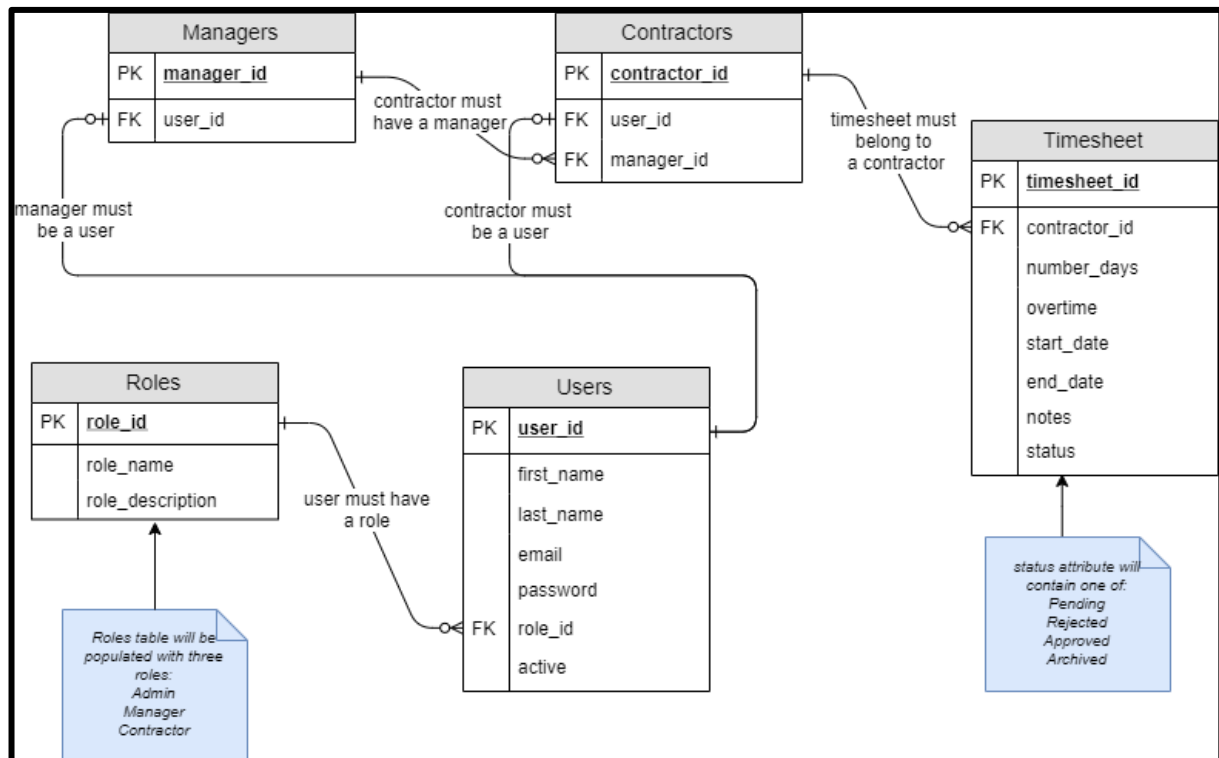 Managers
PK manager_id
FK user_id
Contractors
PK contractor_id
FK user_id
FK manager_id
contractor must
have a manager
timesheet must
belong to
a contractor
Timesheet
PK timesheet_id
FK contractor_id
number_days
overtime
start_date
end_date
notes
status
manager must
be a user
contractor must
be a user
Roles
PK role_id
role_name
role_description
user must have
a role
Users
PK user_id
first_name
last_name
email
password
FK role_id
active
Roles table will be
populated with three
roles:
Admin
Manager
Contractor
status attribute will
contain one of:
Pending
Rejected
Approved
Archived